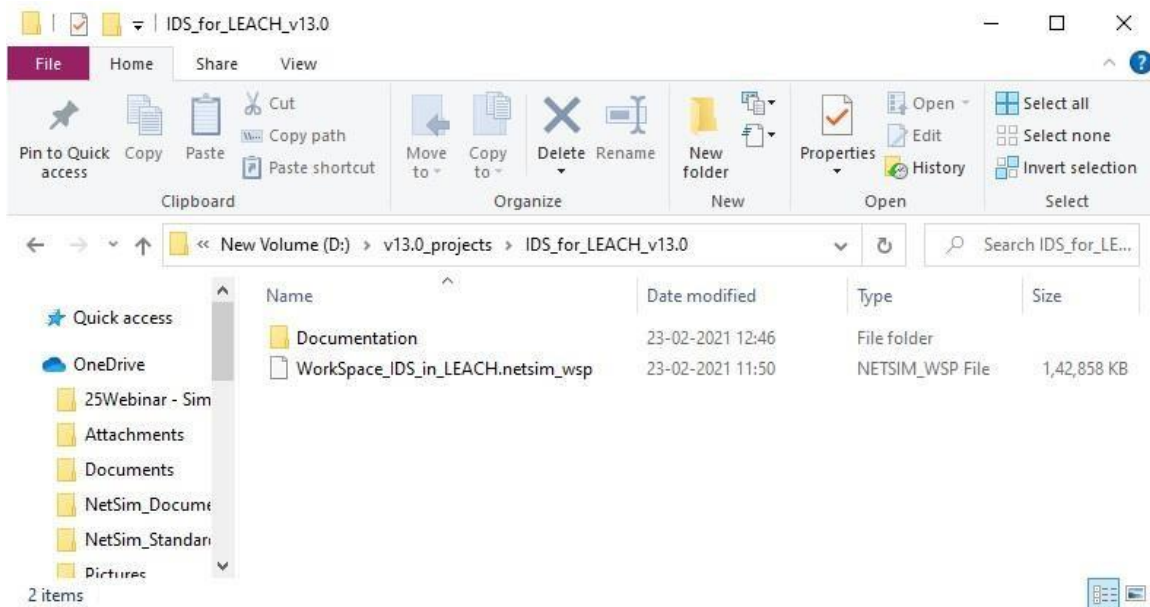 IDS_for_LEACH_v13.0
File Home Share View
Pin to Quick access
Copy
Paste
Cut
Copy path
Paste shortcut
Clipboard
Move to
Copy to
Delete
Rename
Organize
New folder
New
Properties
Open
Edit
History
Open
Select all
Select none
Invert selection
Select
« New Volume (D:) > v13.0_projects > IDS_for_LEACH_v13.0
Search IDS_for_LE...
Quick access
OneDrive
25Webinar - Sim
Attachments
Documents
NetSim_Docume
NetSim_Standar
Pictures
Name Date modified Type Size
Documentation 23-02-2021 12:46 File folder
WorkSpace_IDS_in_LEACH.netsim_wsp 23-02-2021 11:50 NETSIM_WSP File 1,42,858 KB
2 items